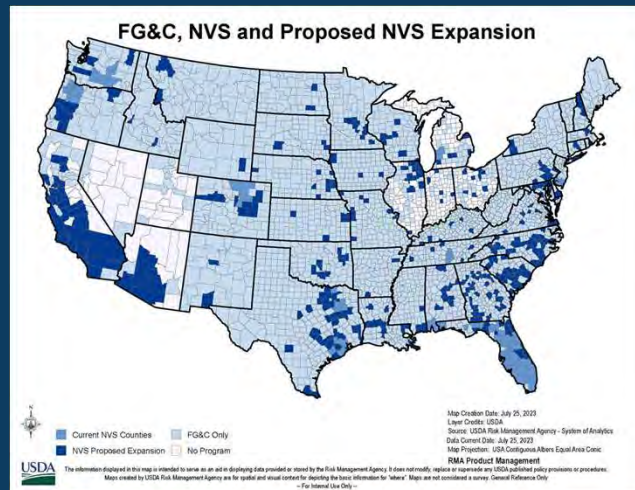 FG&C, NVS and Proposed NVS Expansion
Current NVS Counties
FG&C Only
NVS Proposed Expansion
No Program
Map Creation Date: July 25, 2023
Layer Credits: USDA
Source: USDA Risk Management Agency - System of Analytics
Data Current Date: July 25, 2023
Map Projection: USA Contiguous Albers Equal Area Conic
RMA Product Management
USDA
The information displayed in this map is intended to serve as an aid in displaying data provided or stored by the Risk Management Agency. It does not modify, replace or supersede any USDA published policy provisions or procedures.
Maps created by USDA Risk Management Agency are for spatial and visual context for depicting the basic information for "where". Maps are not considered a survey. General Reference Only
-- For Internal Use Only --